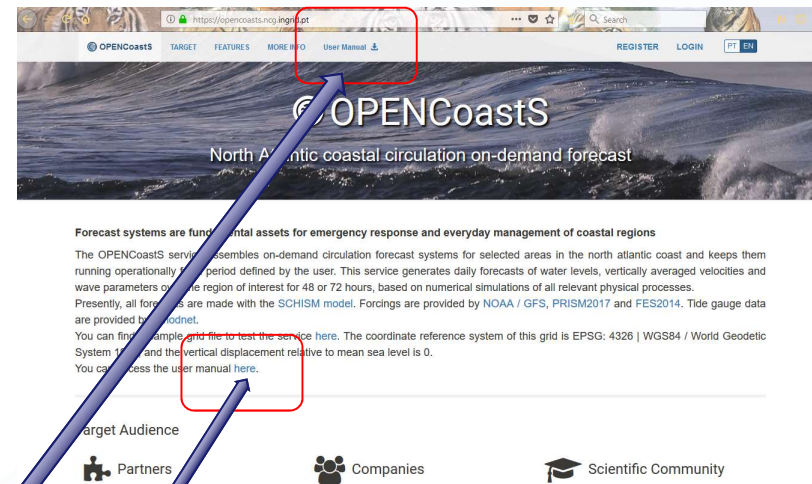 https://opencoasts.ncg.ingrid.pt
Search
OPENCoastS TARGET FEATURES MORE INFO User Manual REGISTER LOGIN PT EN
OPENCoastS
North Atlantic coastal circulation on-demand forecast
Forecast systems are fundamental assets for emergency response and everyday management of coastal regions
The OPENCoastS service assembles on-demand circulation forecast systems for selected areas in the north atlantic coast and keeps them
running operationally for a period defined by the user. This service generates daily forecasts of water levels, vertically averaged velocities and
wave parameters over the region of interest for 48 or 72 hours, based on numerical simulations of all relevant physical processes.
Presently, all forecasts are made with the SCHISM model. Forcings are provided by NOAA / GFS, PRISM2017 and FES2014. Tide gauge data
are provided by Emodnet.
You can find a sample grid file to test the service here. The coordinate reference system of this grid is EPSG: 4326 | WGS84 / World Geodetic
System and the vertical displacement relative to mean sea level is 0.
You can access the user manual here.
Target Audience
Partners Companies Scientific Community